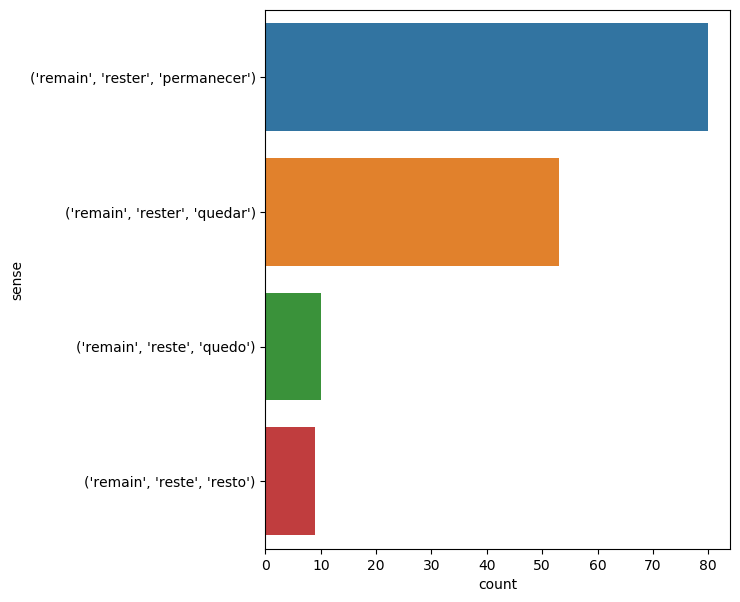 ('remain', 'rester', 'permanecer')
('remain', 'rester', 'quedar')
('remain', 'reste', 'quedo')
('remain', 'reste', 'resto')
sense
0 10 20 30 40 50 60 70 80
count